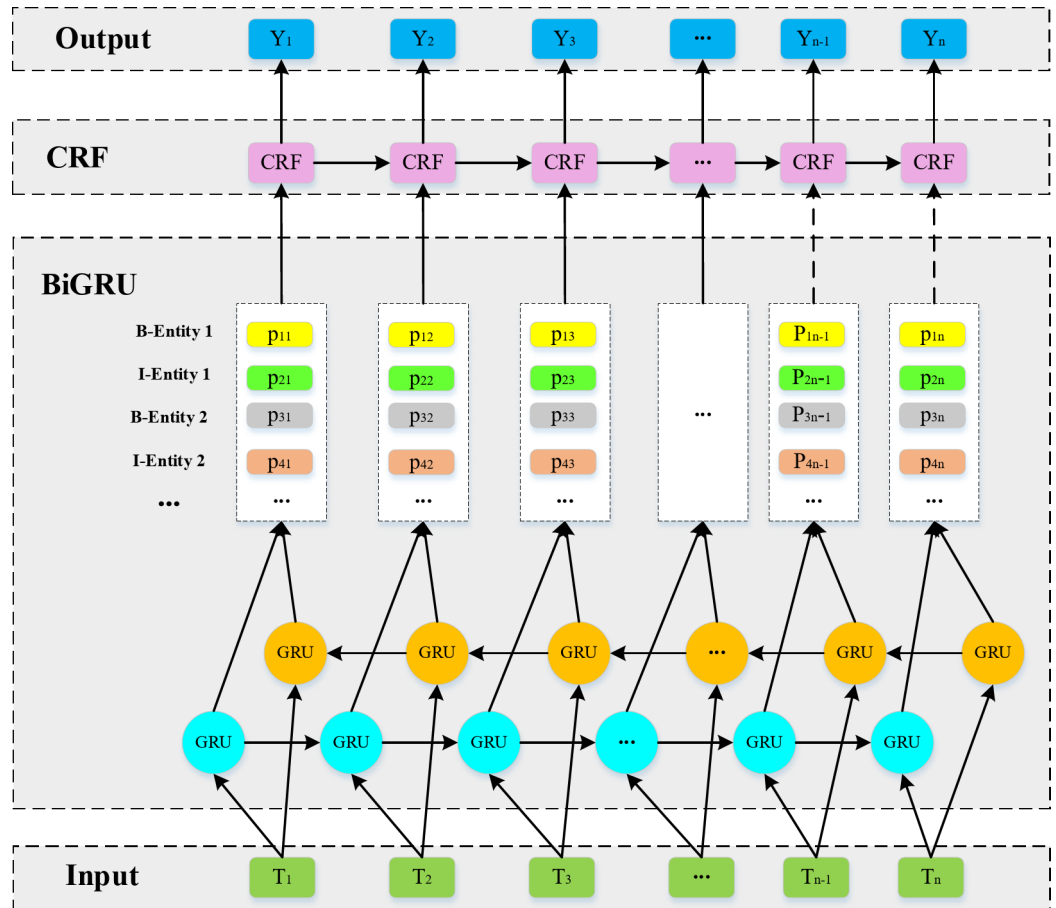 Output Y1 Y2 Y3 ... Yn-1 Yn
CRF CRF CRF CRF ... CRF CRF
BiGRU
B-Entity 1 p11 p12 p13 P1n-1 p1n
I-Entity 1 p21 p22 p23 P2n-1 p2n
B-Entity 2 p31 p32 p33 ... P3n-1 p3n
I-Entity 2 p41 p42 p43 P4n-1 p4n
... ... ... ... ... ...
GRU GRU GRU ... GRU GRU
GRU GRU GRU ... GRU GRU
Input T1 T2 T3 ... Tn-1 Tn